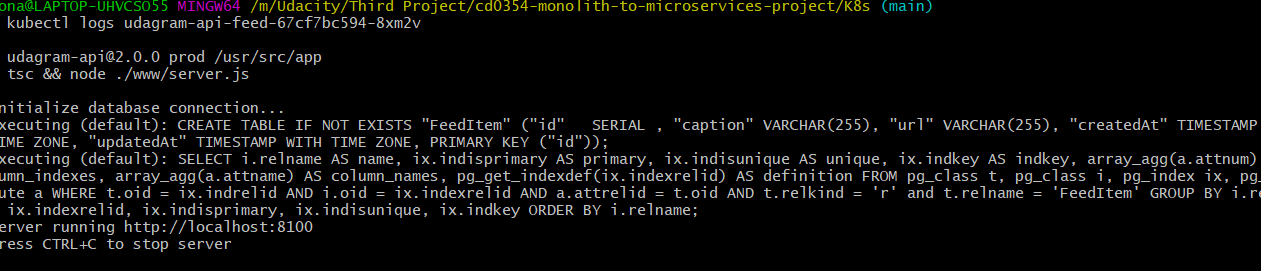 ona@LAPTOP-UHVCSO55 MINGW64 /m/Udacity/Third Project/cd0354-monolith-to-microservices-project/K8s (main)
kubectl logs udagram-api-feed-67cf7bc594-8xm2v
udagram-api@2.0.0 prod /usr/src/app
tsc && node ./www/server.js
nitialize database connection...
xecuting (default): CREATE TABLE IF NOT EXISTS "FeedItem" ("id"   SERIAL , "caption" VARCHAR(255), "url" VARCHAR(255), "createdAt" TIMESTAMP
IME ZONE, "updatedAt" TIMESTAMP WITH TIME ZONE, PRIMARY KEY ("id"));
xecuting (default): SELECT i.relname AS name, ix.indisprimary AS primary, ix.indisunique AS unique, ix.indkey AS indkey, array_agg(a.attnum)
umn_indexes, array_agg(a.attname) AS column_names, pg_get_indexdef(ix.indexrelid) AS definition FROM pg_class t, pg_class i, pg_index ix, pg_
ute a WHERE t.oid = ix.indrelid AND i.oid = ix.indexrelid AND a.attrelid = t.oid AND t.relkind = 'r' and t.relname = 'FeedItem' GROUP BY i.re
ix.indexrelid, ix.indisprimary, ix.indisunique, ix.indkey ORDER BY i.relname;
erver running http://localhost:8100
ress CTRL+C to stop server